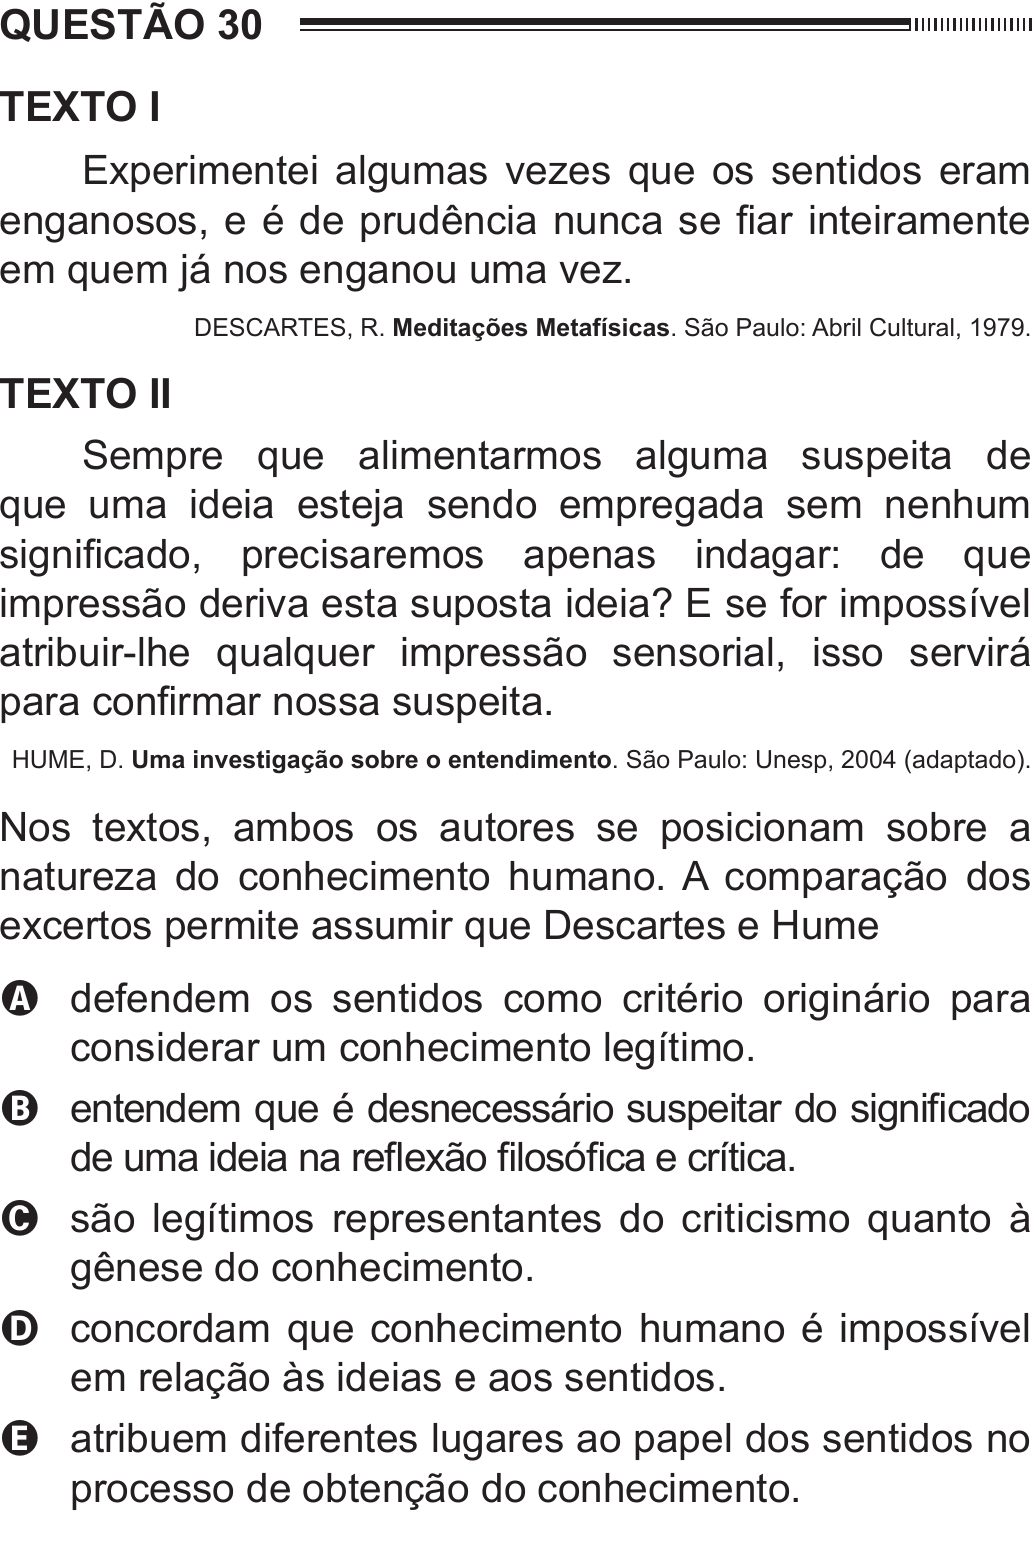 QUESTÃO 30
TEXTO I
Experimentei algumas vezes que os sentidos eram
enganosos, e é de prudência nunca se fiar inteiramente
em quem já nos enganou uma vez.
DESCARTES, R. Meditações Metafísicas. São Paulo: Abril Cultural, 1979.
TEXTO II
Sempre que alimentarmos alguma suspeita de
que uma ideia esteja sendo empregada sem nenhum
significado, precisaremos apenas indagar: de que
impressão deriva esta suposta ideia? E se for impossível
atribuir-lhe qualquer impressão sensorial, isso servirá
para confirmar nossa suspeita.
HUME, D. Uma investigação sobre o entendimento. São Paulo: Unesp, 2004 (adaptado).
Nos textos, ambos os autores se posicionam sobre a
natureza do conhecimento humano. A comparação dos
excertos permite assumir que Descartes e Hume
A defendem os sentidos como critério originário para
considerar um conhecimento legítimo.
B entendem que é desnecessário suspeitar do significado
de uma ideia na reflexão filosófica e crítica.
C são legítimos representantes do criticismo quanto à
gênese do conhecimento.
D concordam que conhecimento humano é impossível
em relação às ideias e aos sentidos.
E atribuem diferentes lugares ao papel dos sentidos no
processo de obtenção do conhecimento.